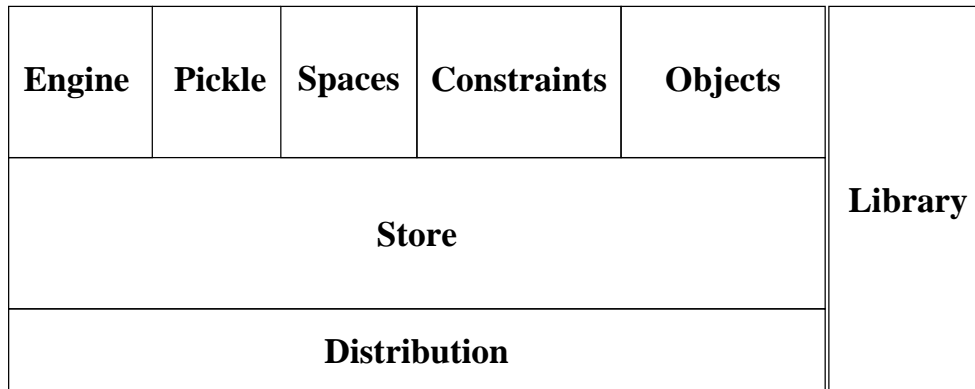 Engine Pickle Spaces Constraints Objects
Library
Store
Distribution